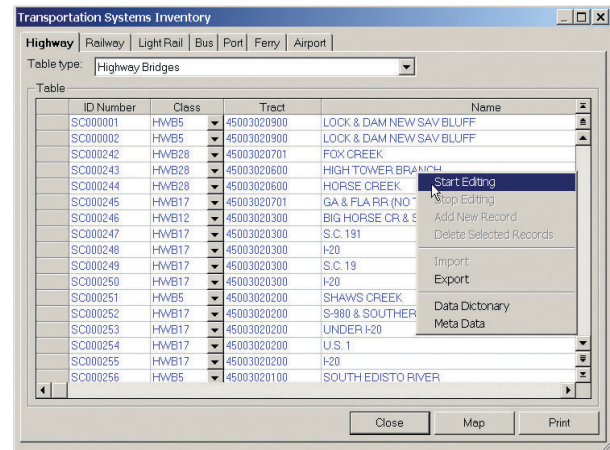 Transportation Systems Inventory
Highway Railway Light Rail Bus Port Ferry Airport
Table type: Highway Bridges
Table
ID Number Class Tract Name
SC000001 HWB5 45003020900 LOCK & DAM NEW SAV BLUFF
SC000002 HWB5 45003020900 LOCK & DAM NEW SAV BLUFF
SC000242 HWB28 45003020701 FOX CREEK
SC000243 HWB28 45003020600 HIGH TOWER BRANCH
SC000244 HWB28 45003020600 HORSE CREEK
SC000245 HWB17 45003020701 GA & FLA RR (NO
SC000246 HWB12 45003020300 BIG HORSE CR &
SC000247 HWB17 45003020300 S.C. 191
SC000248 HWB17 45003020300 I-20
SC000249 HWB17 45003020300 S.C. 19
SC000250 HWB17 45003020300 I-20
SC000251 HWB5 45003020200 SHAWS CREEK
SC000252 HWB17 45003020200 S-980 & SOUTHER
SC000253 HWB17 45003020200 UNDER I-20
SC000254 HWB17 45003020200 U.S. 1
SC000255 HWB17 45003020200 I-20
SC000256 HWB5 45003020100 SOUTH EDISTO RIVER
Start Editing
Stop Editing
Add New Record
Delete Selected Records
Import
Export
Data Dictonary
Meta Data
Close Map Print